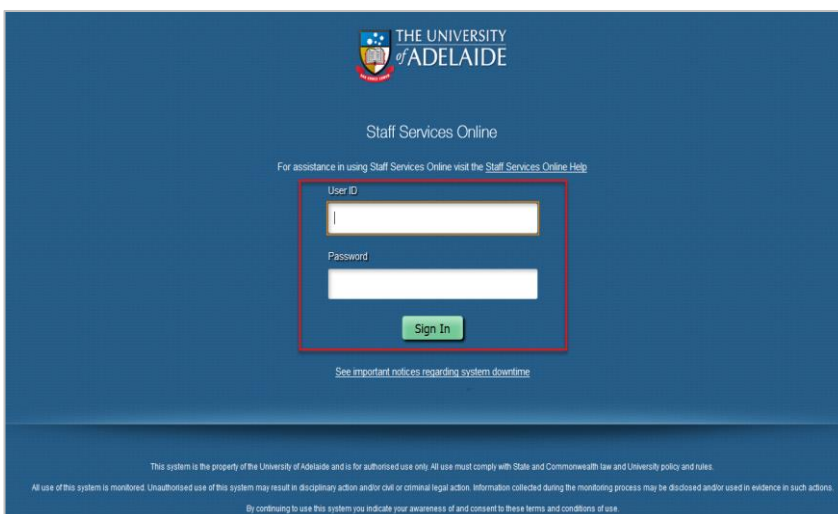 THE UNIVERSITY
of ADELAIDE
Staff Services Online
For assistance in using Staff Services Online visit the Staff Services Online Help
User ID
Password
Sign In
See important notices regarding system downtime
This system is the property of the University of Adelaide and is for authorised use only. All use must comply with State and Commonwealth law and University policy and rules.
All use of this system is monitored. Unauthorised use of this system may result in disciplinary action and/or civil or criminal legal action. Information collected during the monitoring process may be disclosed and/or used in evidence in such actions.
By continuing to use this system you indicate your awareness of and consent to these terms and conditions of use.